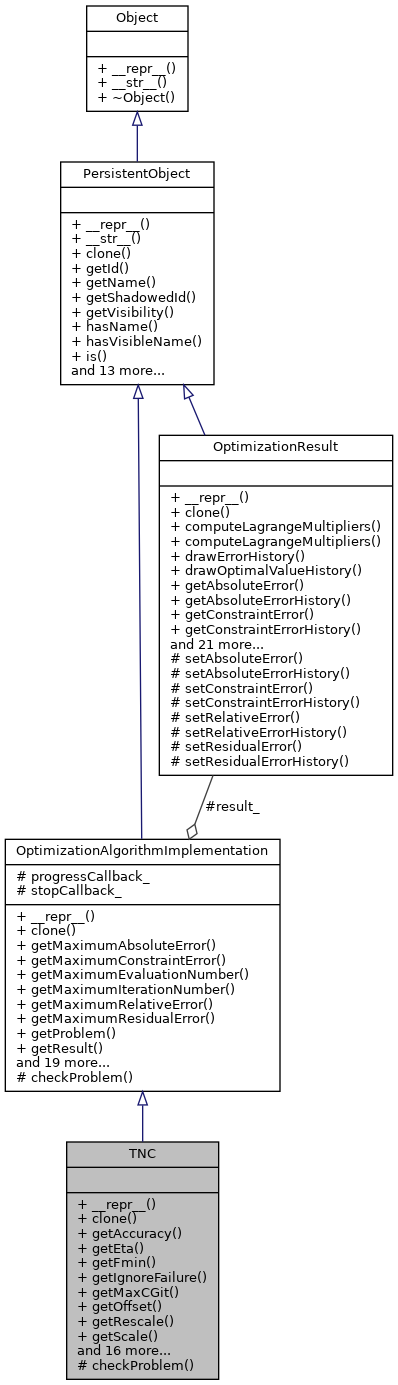 Object
+ __repr__()
+ __str__()
+ ~Object()
PersistentObject
+ __repr__()
+ __str__()
+ clone()
+ getId()
+ getName()
+ getShadowedId()
+ getVisibility()
+ hasName()
+ hasVisibleName()
+ is()
and 13 more...
OptimizationResult
+ __repr__()
+ clone()
+ computeLagrangeMultipliers()
+ computeLagrangeMultipliers()
+ drawErrorHistory()
+ drawOptimalValueHistory()
+ getAbsoluteError()
+ getAbsoluteErrorHistory()
+ getConstraintError()
+ getConstraintErrorHistory()
and 21 more...
# setAbsoluteError()
# setAbsoluteErrorHistory()
# setConstraintError()
# setConstraintErrorHistory()
# setRelativeError()
# setRelativeErrorHistory()
# setResidualError()
# setResidualErrorHistory()
#result_
OptimizationAlgorithmImplementation
# progressCallback_
# stopCallback_
+ __repr__()
+ clone()
+ getMaximumAbsoluteError()
+ getMaximumConstraintError()
+ getMaximumEvaluationNumber()
+ getMaximumIterationNumber()
+ getMaximumRelativeError()
+ getMaximumResidualError()
+ getProblem()
+ getResult()
and 19 more...
# checkProblem()
TNC
+ __repr__()
+ clone()
+ getAccuracy()
+ getEta()
+ getFmin()
+ getIgnoreFailure()
+ getMaxCGit()
+ getOffset()
+ getRescale()
+ getScale()
and 16 more...
# checkProblem()